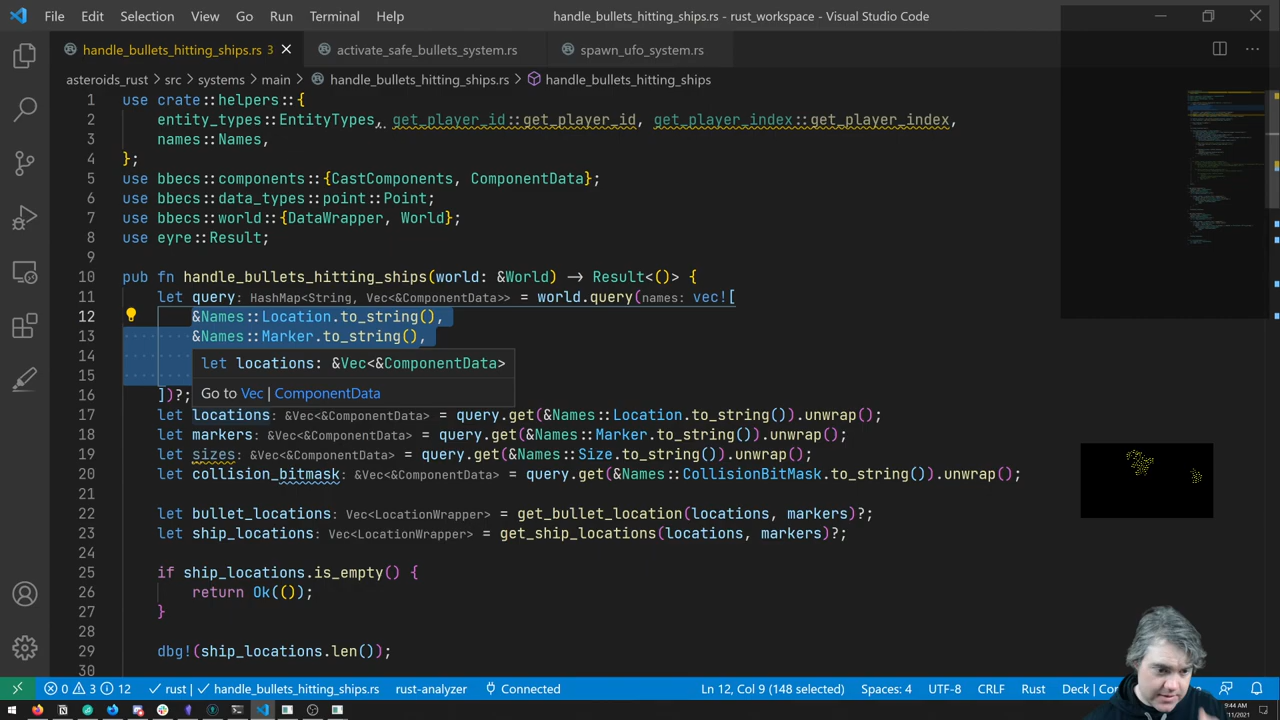 File Edit Selection View Go Run Terminal Help handle_bullets_hitting_ships.rs - rust_workspace - Visual Studio Code
handle_bullets_hitting_ships.rs 3 activate_safe_bullets_system.rs spawn_ufo_system.rs
asteroids_rust > src > systems > main > handle_bullets_hitting_ships.rs > handle_bullets_hitting_ships
1 use crate::helpers::{
2 entity_types::EntityTypes, get_player_id::get_player_id, get_player_index::get_player_index,
3 names::Names,
4 };
5 use bbecs::components::{CastComponents, ComponentData};
6 use bbecs::data_types::point::Point;
7 use bbecs::world::{DataWrapper, World};
8 use eyre::Result;
9
10 pub fn handle_bullets_hitting_ships(world: &World) → Result<()> {
11 let query: HashMap<String, Vec<&ComponentData>> = world.query(names: vec![
12 &Names::Location.to_string(),
13 &Names::Marker.to_string(),
14 let locations: &Vec<&ComponentData>
15
Go to Vec | ComponentData
16 ])?;
17 let locations: &Vec<&ComponentData> = query.get(&Names::Location.to_string()).unwrap();
18 let markers: &Vec<&ComponentData> = query.get(&Names::Marker.to_string()).unwrap();
19 let sizes: &Vec<&ComponentData> = query.get(&Names::Size.to_string()).unwrap();
20 let collision_bitmask: &Vec<&ComponentData> = query.get(&Names::CollisionBitMask.to_string()).unwrap();
21
22 let bullet_locations: Vec<LocationWrapper> = get_bullet_location(locations, markers)?;
23 let ship_locations: Vec<LocationWrapper> = get_ship_locations(locations, markers)?;
24
25 if ship_locations.is_empty() {
26 return Ok(());
27 }
28
29 dbg!(ship_locations.len());
30
0 3 12 rust | handle_bullets_hitting_ships.rs rust-analyzer Connected Ln 12, Col 9 (148 selected) Spaces: 4 UTF-8 CRLF Rust Deck | Co
9:44 AM